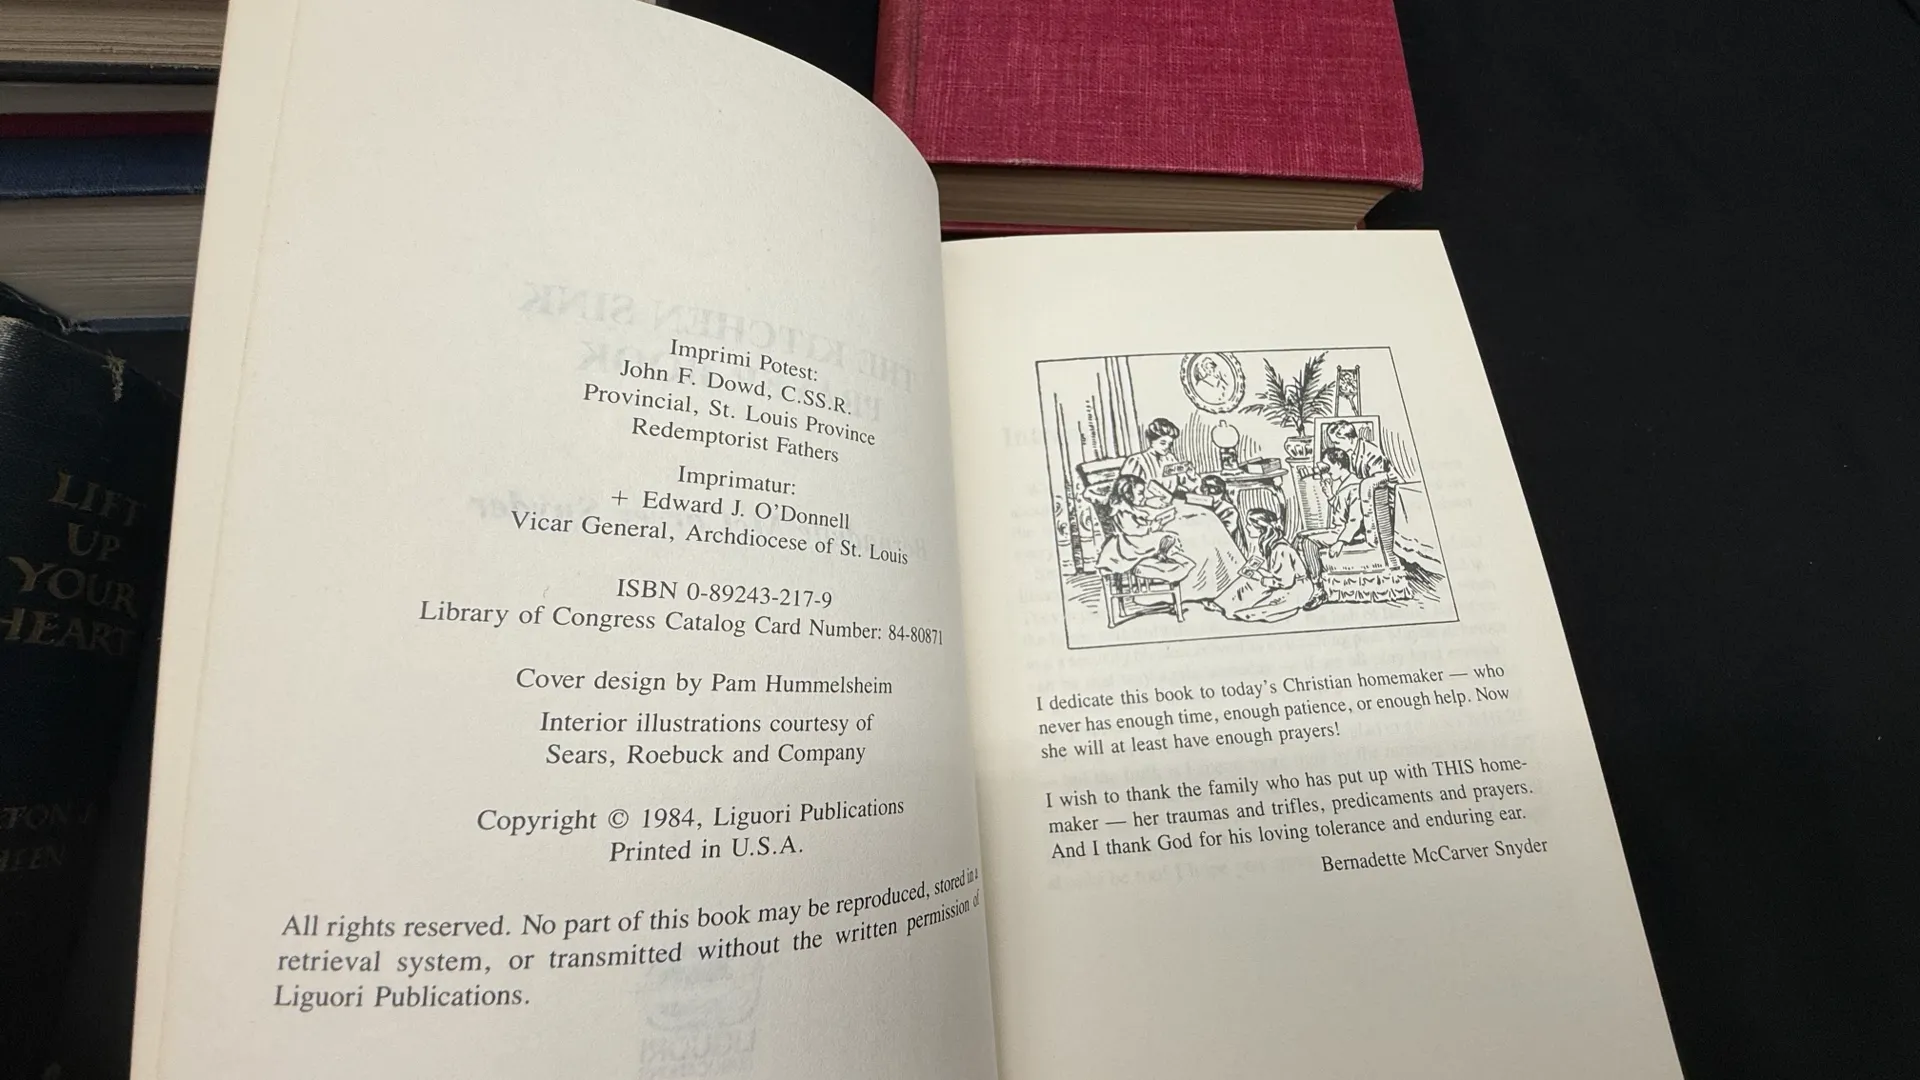 LIFT
UP
YOUR
HEART
THE KITCHEN SINK
Imprimi Potest:
John F. Dowd, C.SS.R.
Provincial, St. Louis Province
Redemptorist Fathers
Imprimatur:
+ Edward J. O'Donnell
Vicar General, Archdiocese of St. Louis
ISBN 0-89243-217-9
Library of Congress Catalog Card Number: 84-80871
Cover design by Pam Hummelsheim
Interior illustrations courtesy of
Sears, Roebuck and Company
Copyright © 1984, Liguori Publications
Printed in U.S.A.
All rights reserved. No part of this book may be reproduced, stored in a
retrieval system, or transmitted without the written permission of
Liguori Publications.
LIGUORI
I dedicate this book to today's Christian homemaker — who
never has enough time, enough patience, or enough help. Now
she will at least have enough prayers!
I wish to thank the family who has put up with THIS home-
maker — her traumas and trifles, predicaments and prayers.
And I thank God for his loving tolerance and enduring ear.
Bernadette McCarver Snyder